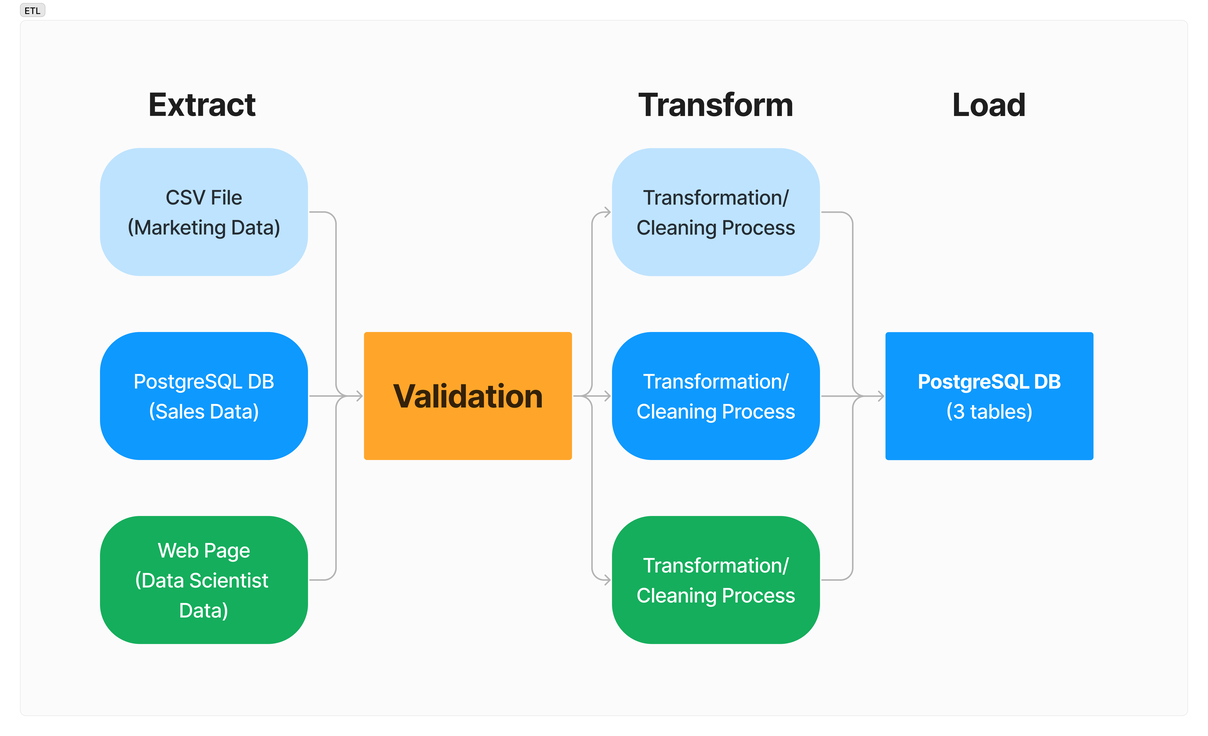 ETL
Extract
Transform
Load
CSV File
(Marketing Data)
Transformation/
Cleaning Process
PostgreSQL DB
(Sales Data)
Validation
Transformation/
Cleaning Process
PostgreSQL DB
(3 tables)
Web Page
(Data Scientist
Data)
Transformation/
Cleaning Process